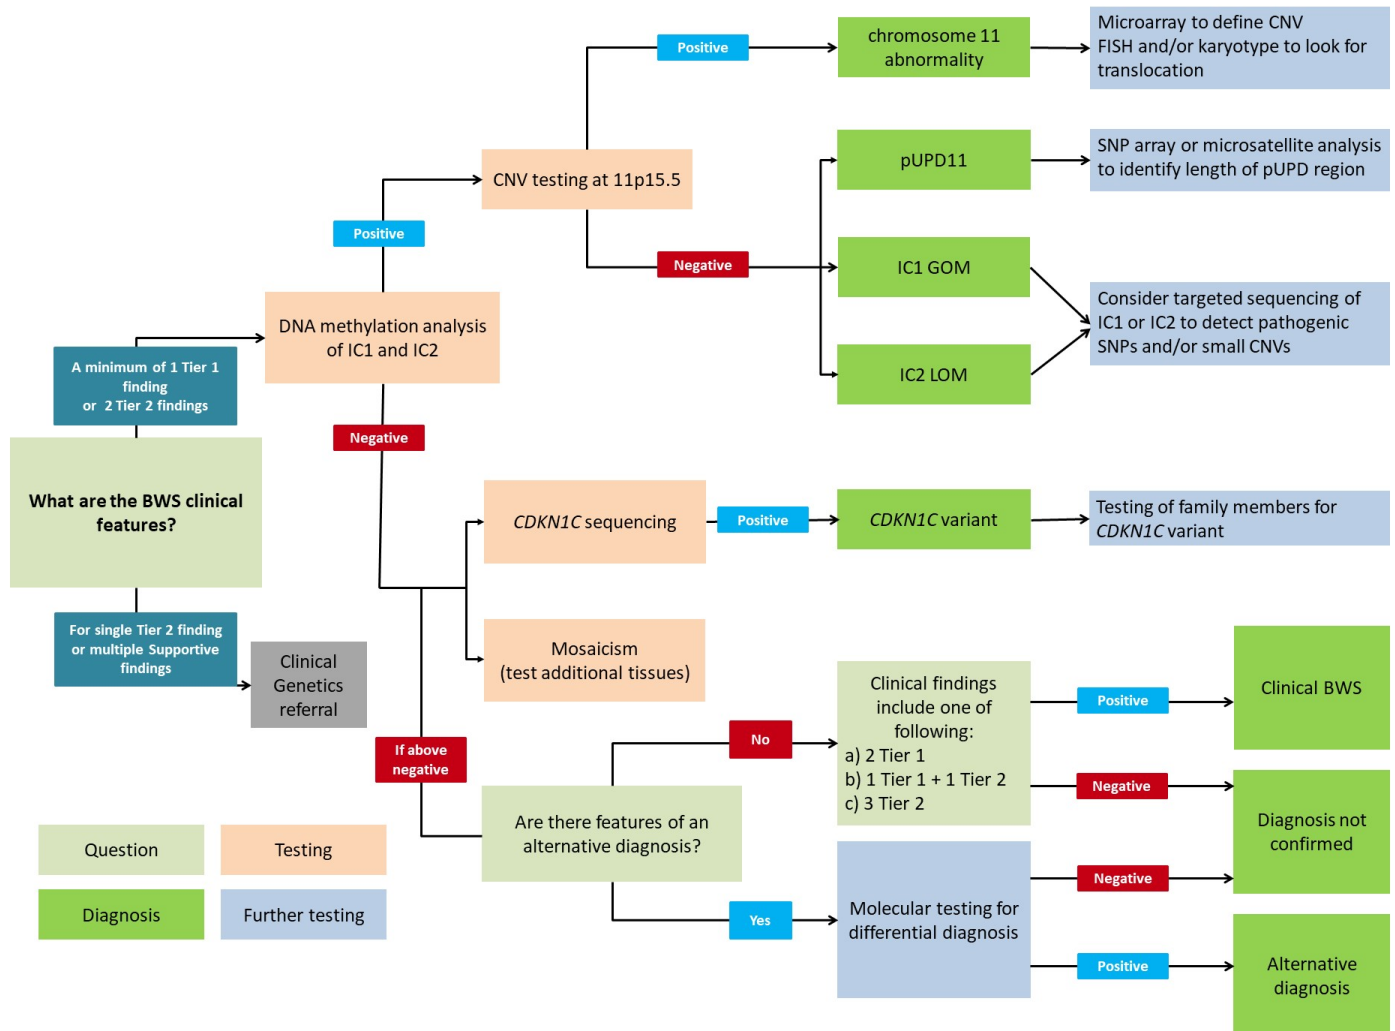 Positive
chromosome 11
abnormality
Microarray to define CNV
FISH and/or karyotype to look for
translocation
CNV testing at 11p15.5
pUPD11
SNP array or microsatellite analysis
to identify length of pUPD region
Positive
Negative
IC1 GOM
DNA methylation analysis
of IC1 and IC2
Consider targeted sequencing of
IC1 or IC2 to detect pathogenic
SNPs and/or small CNVs
IC2 LOM
A minimum of 1 Tier 1
finding
or 2 Tier 2 findings
Negative
What are the BWS clinical
features?
CDKN1C sequencing
Positive
CDKN1C variant
Testing of family members for
CDKN1C variant
For single Tier 2 finding
or multiple Supportive
findings
Clinical
Genetics
referral
Mosaicism
(test additional tissues)
Clinical findings
include one of
following:
a) 2 Tier 1
b) 1 Tier 1 + 1 Tier 2
c) 3 Tier 2
Positive
Clinical BWS
If above
negative
No
Negative
Are there features of an
alternative diagnosis?
Diagnosis not
confirmed
Question
Testing
Negative
Diagnosis
Further testing
Yes
Molecular testing for
differential diagnosis
Positive
Alternative
diagnosis